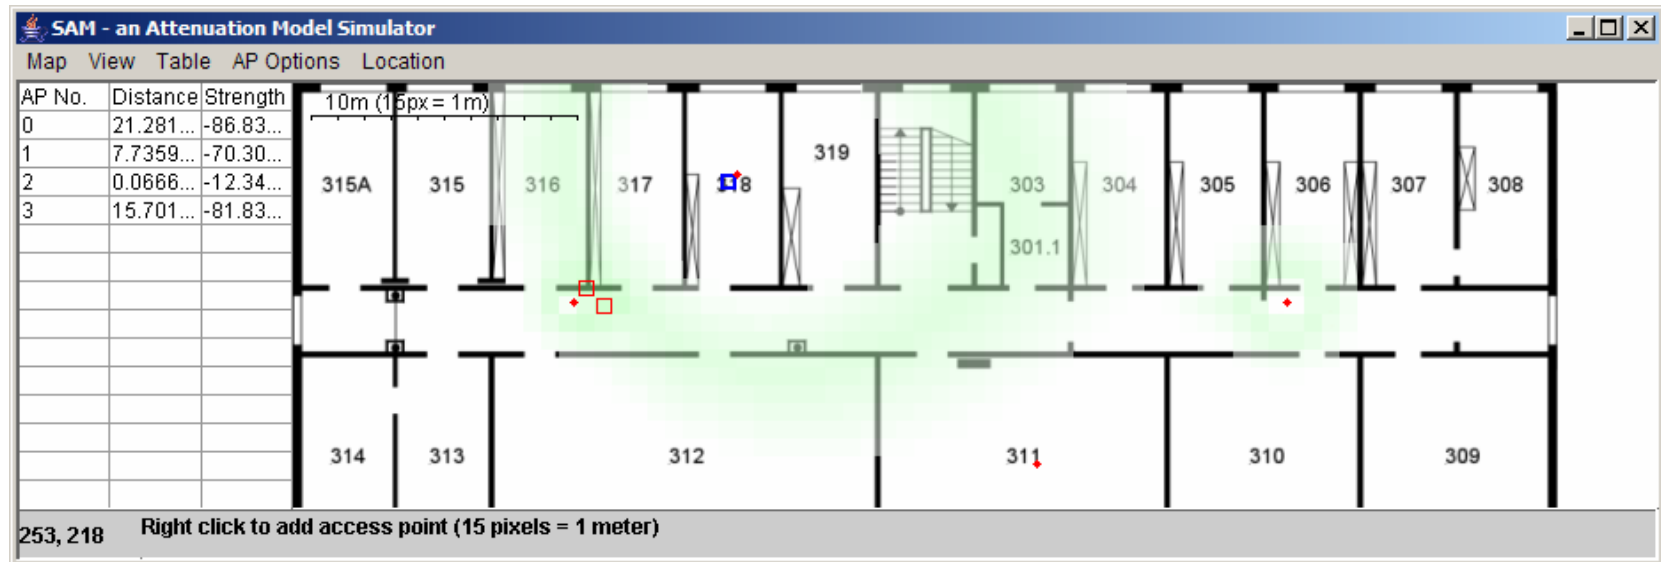 SAM - an Attenuation Model Simulator
Map View Table AP Options Location
AP No. Distance Strength
0 21.281... -86.83...
1 7.7359... -70.30...
2 0.0666... -12.34...
3 15.701... -81.83...
10m (15px = 1m)
315A 315 316 317 318 319 303 304 305 306 307 308
301.1
314 313 312 311 310 309
253, 218 Right click to add access point (15 pixels = 1 meter)